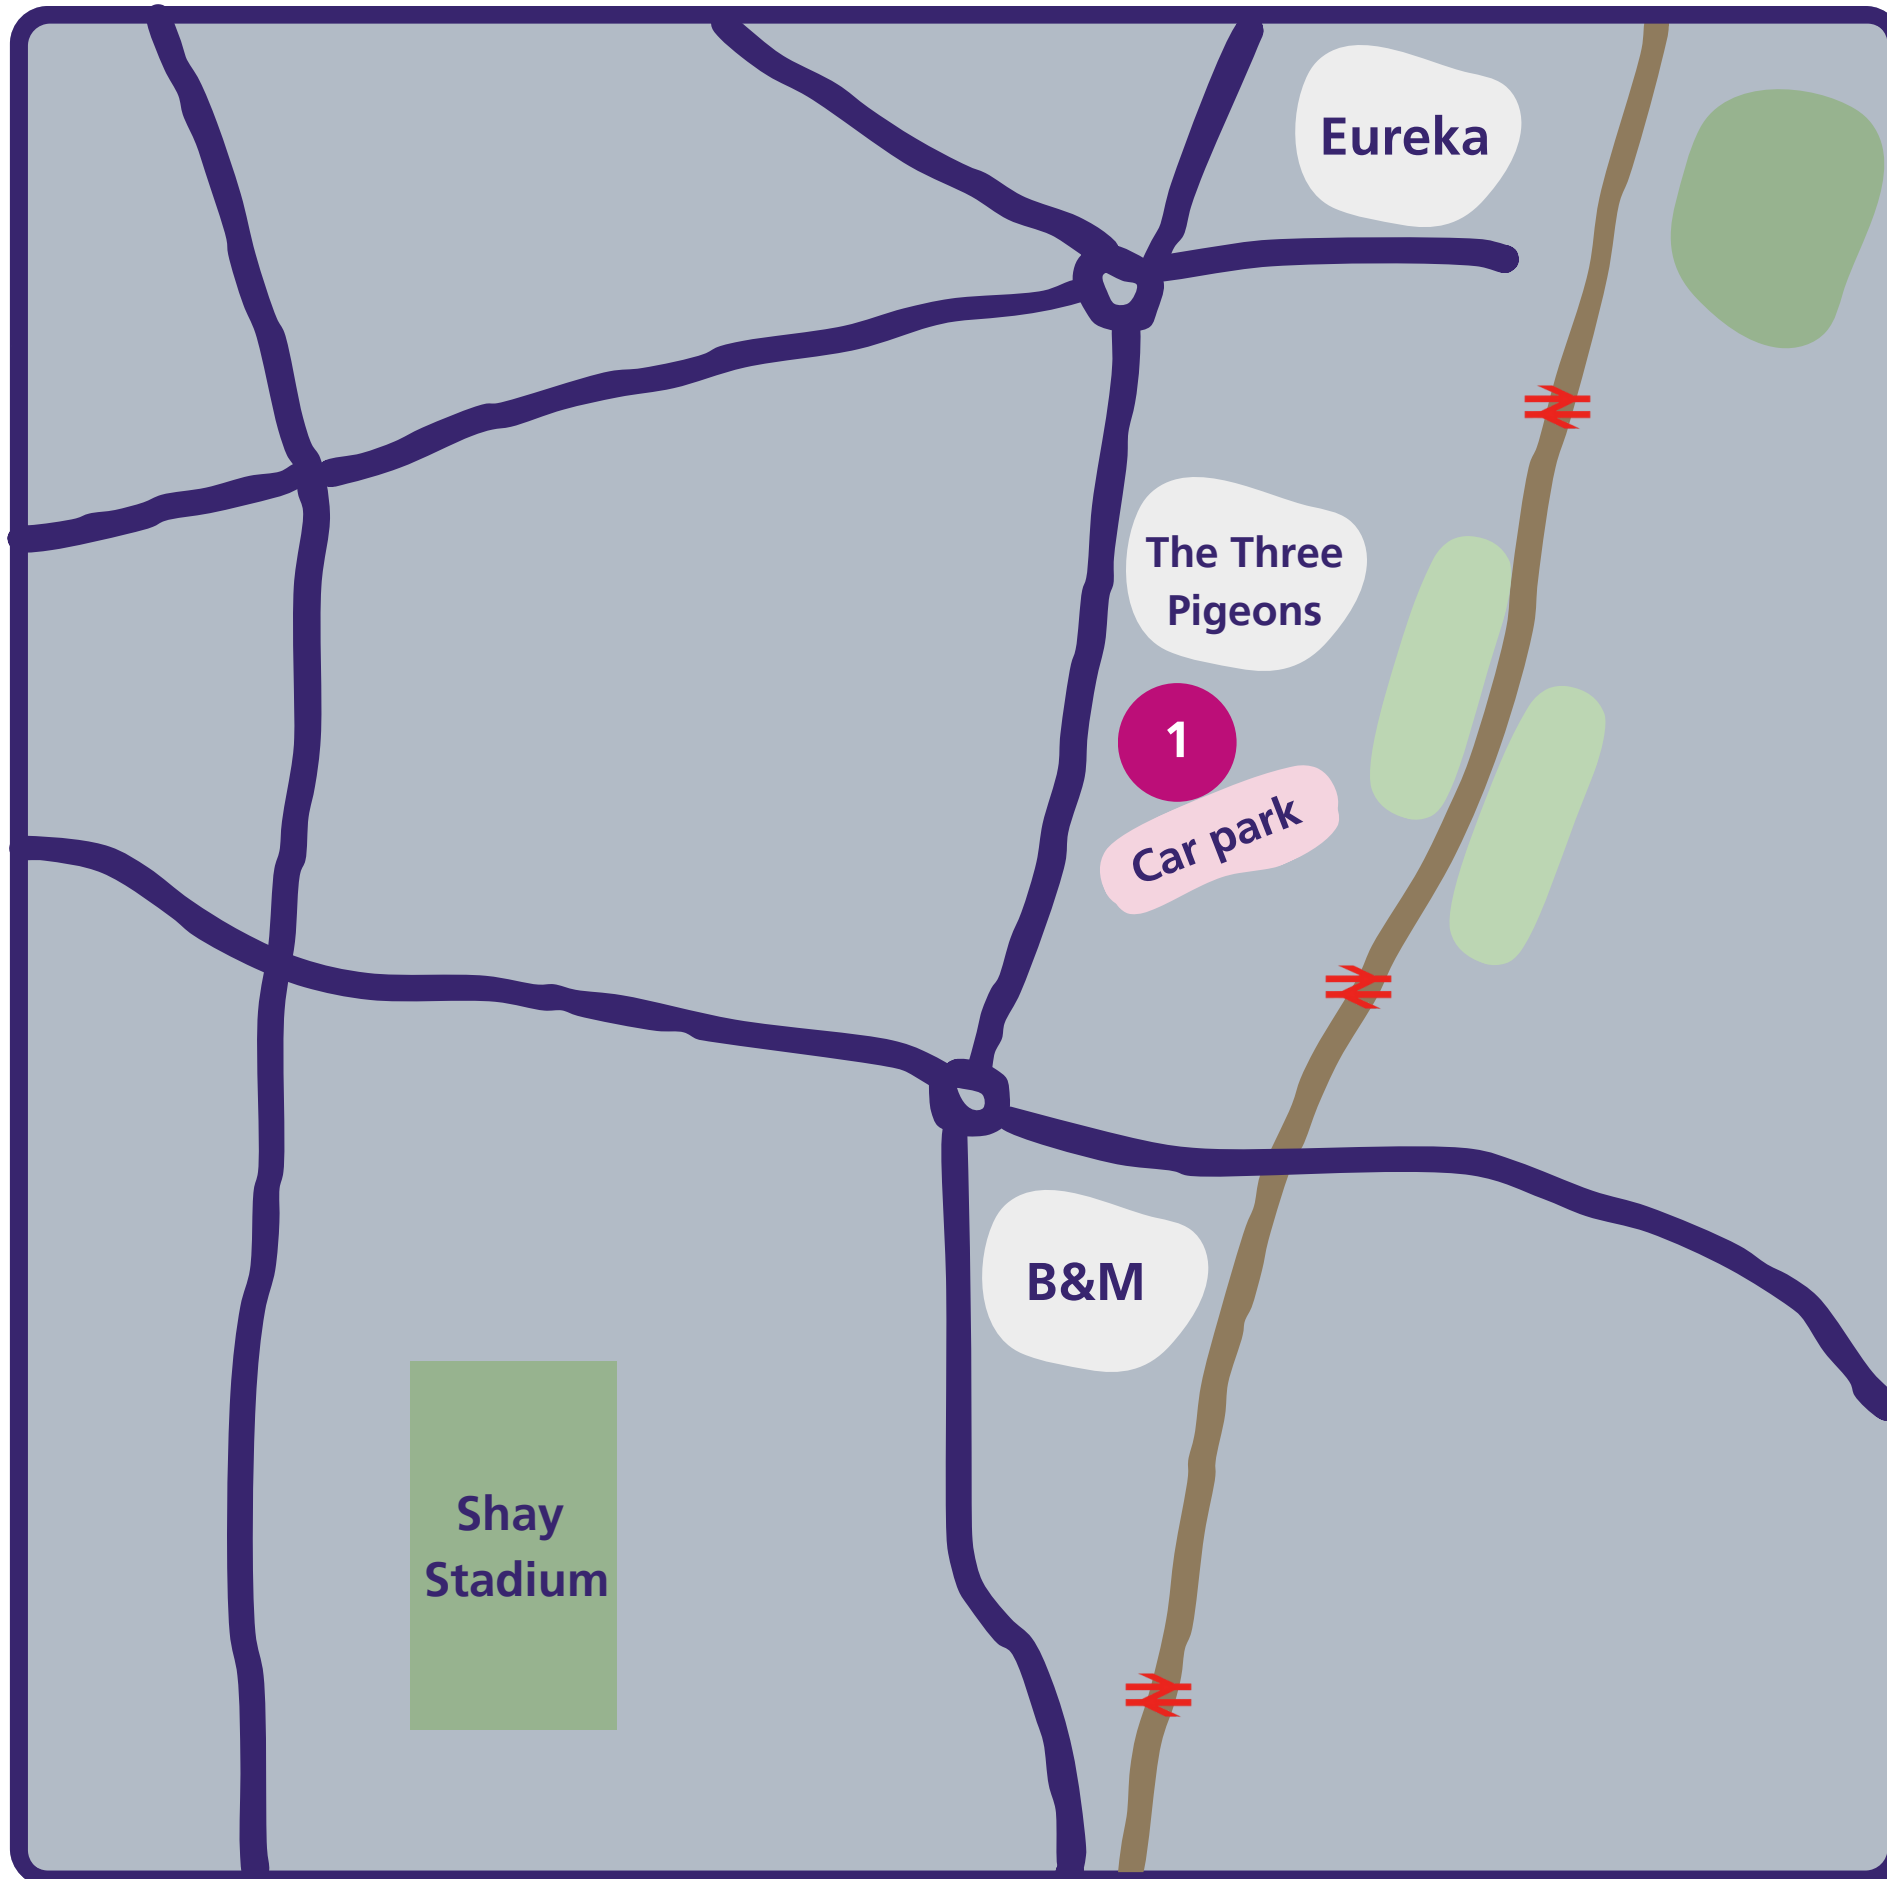 Eureka
The Three
Pigeons
1
Car park
B&M
Shay
Stadium